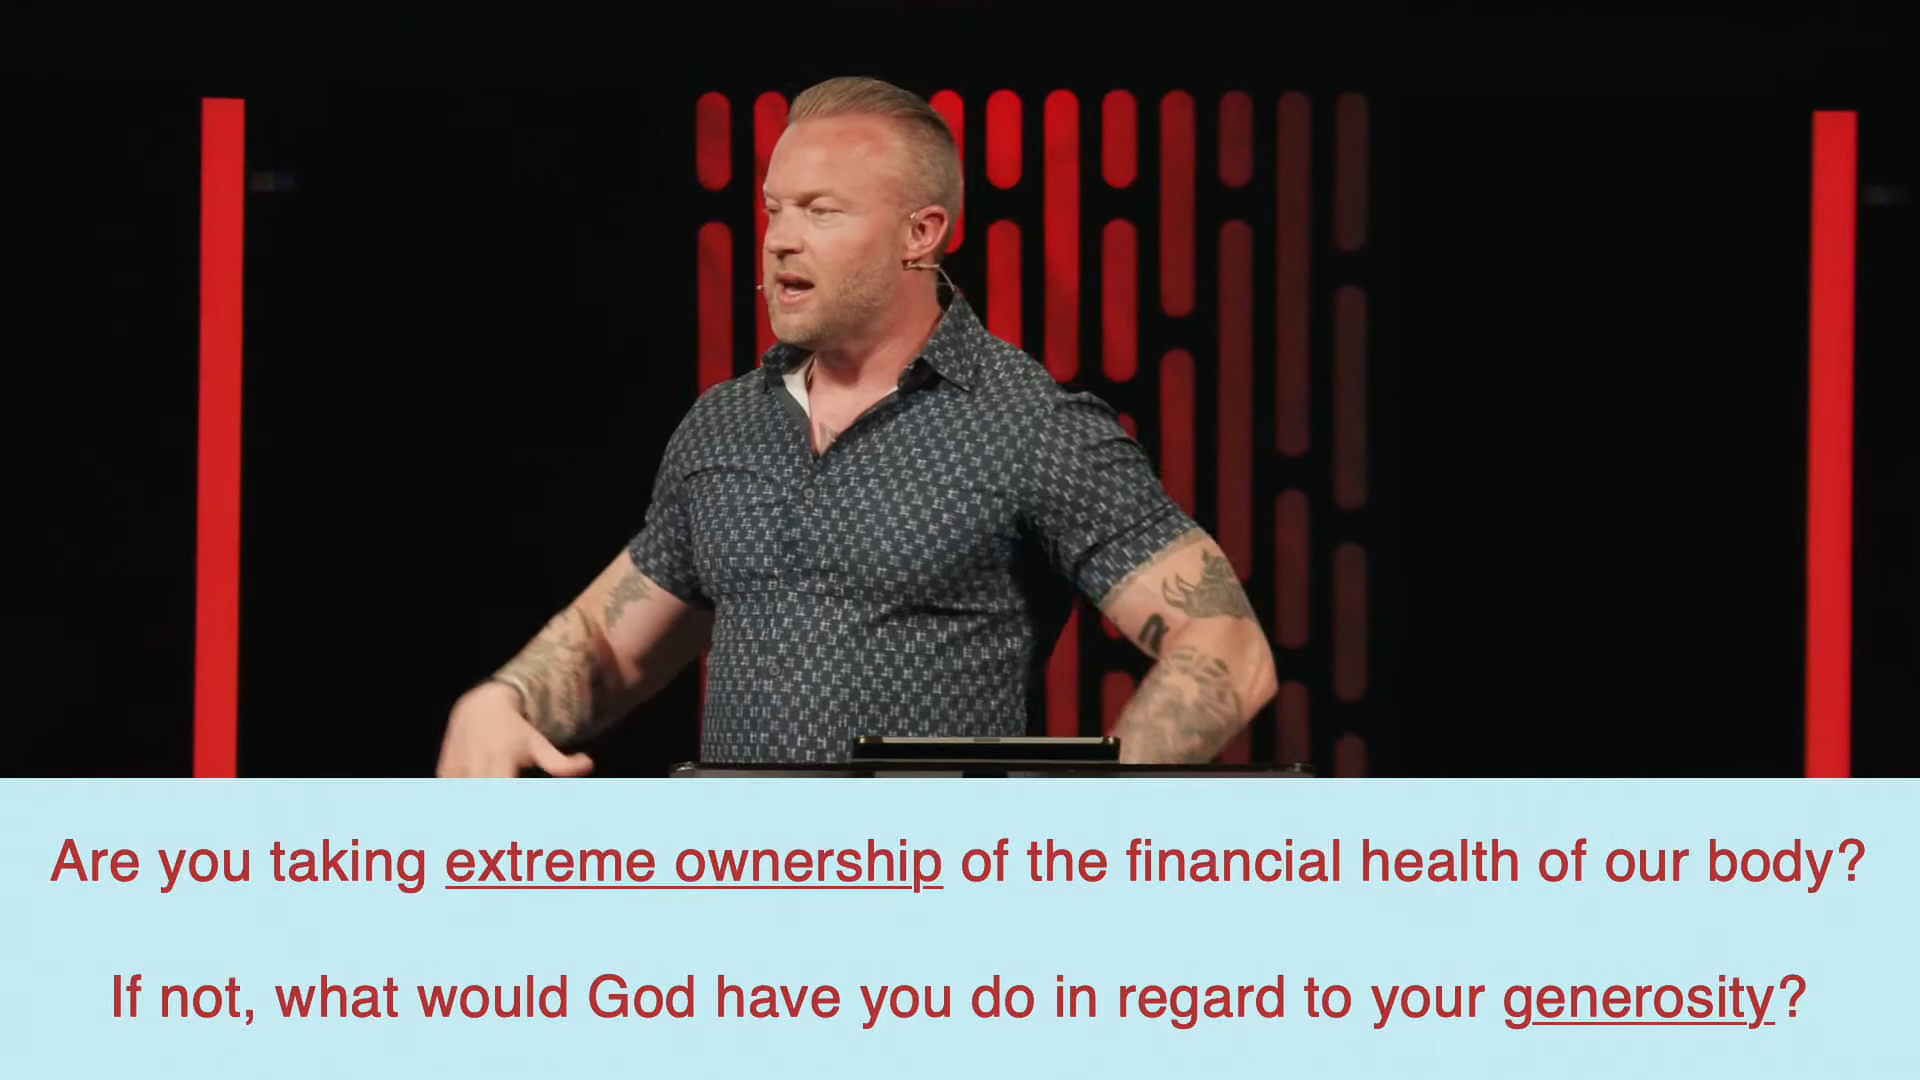 Are you taking extreme ownership of the financial health of our body?
If not, what would God have you do in regard to your generosity?